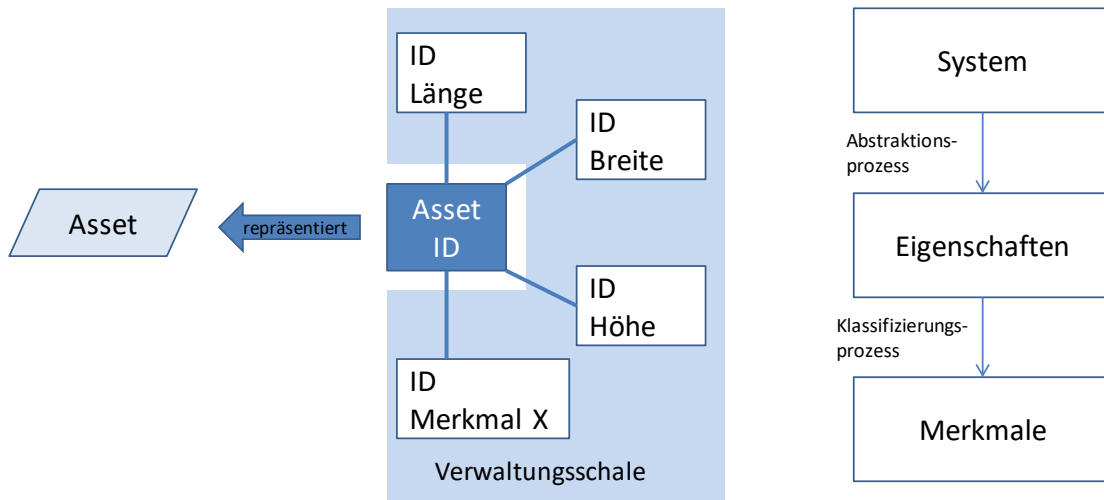 Asset
repräsentiert
ID
Länge
ID
Breite
Asset
ID
ID
Höhe
ID
Merkmal X
Verwaltungsschale
System
Abstraktions-
prozess
Eigenschaften
Klassifizierungs-
prozess
Merkmale